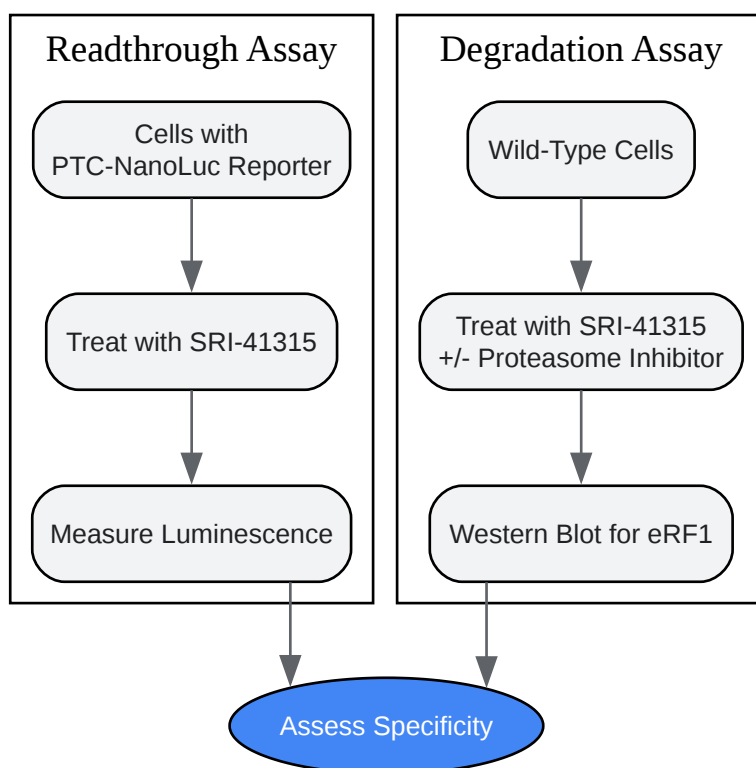 Readthrough Assay
Cells with
PTC-NanoLuc Reporter
Treat with SRI-41315
Measure Luminescence
Degradation Assay
Wild-Type Cells
Treat with SRI-41315
+/- Proteasome Inhibitor
Western Blot for eRF1
Assess Specificity